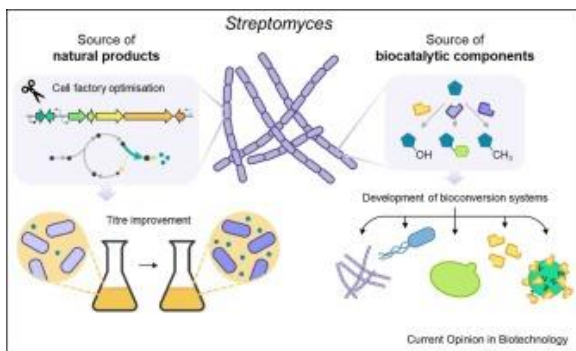 Streptomyces
Source of
natural products
Source of
biocatalytic components
Cell factory optimisation
OH
CH₃
Titre improvement
Development of bioconversion systems
Current Opinion in Biotechnology